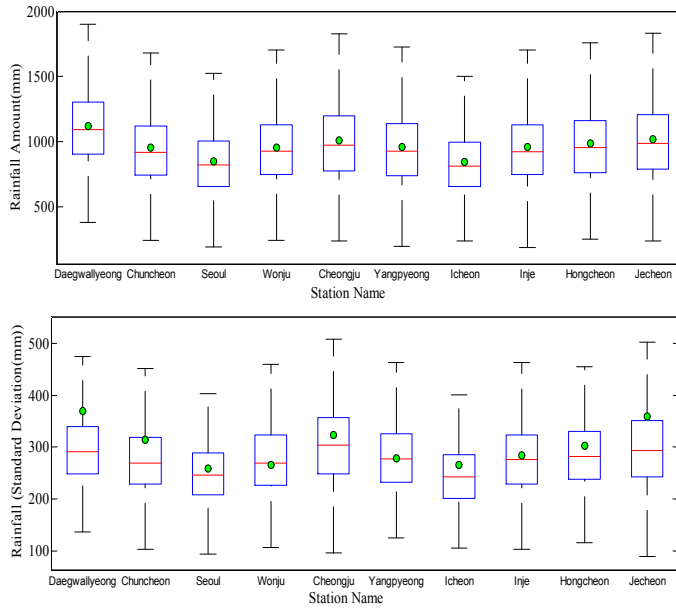 2000
1500
1000
500
Rainfall Amount(mm)
Daegwallyeong Chuncheon Seoul Wonju Cheongju Yangpyeong Icheon Inje Hongcheon Jecheon
Station Name
500
400
300
200
100
Rainfall (Standard Deviation(mm))
Daegwallyeong Chuncheon Seoul Wonju Cheongju Yangpyeong Icheon Inje Hongcheon Jecheon
Station Name